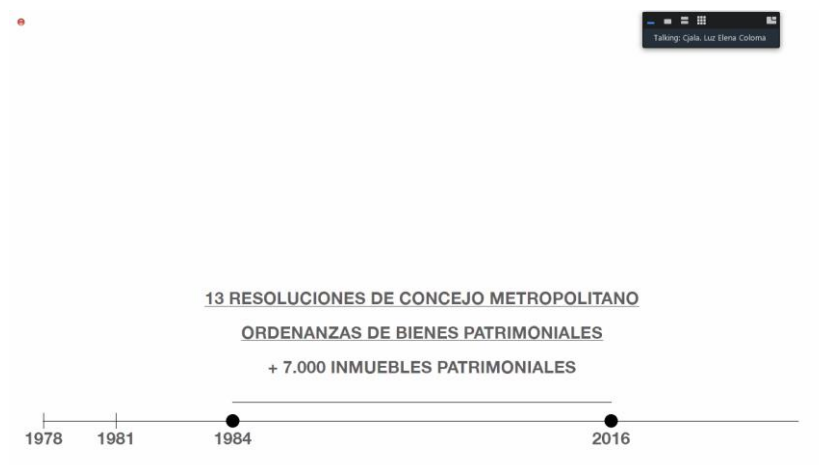 Talking: Cjala. Luz Elena Coloma
13 RESOLUCIONES DE CONCEJO METROPOLITANO
ORDENANZAS DE BIENES PATRIMONIALES
+ 7.000 INMUEBLES PATRIMONIALES
1978 1981 1984 2016